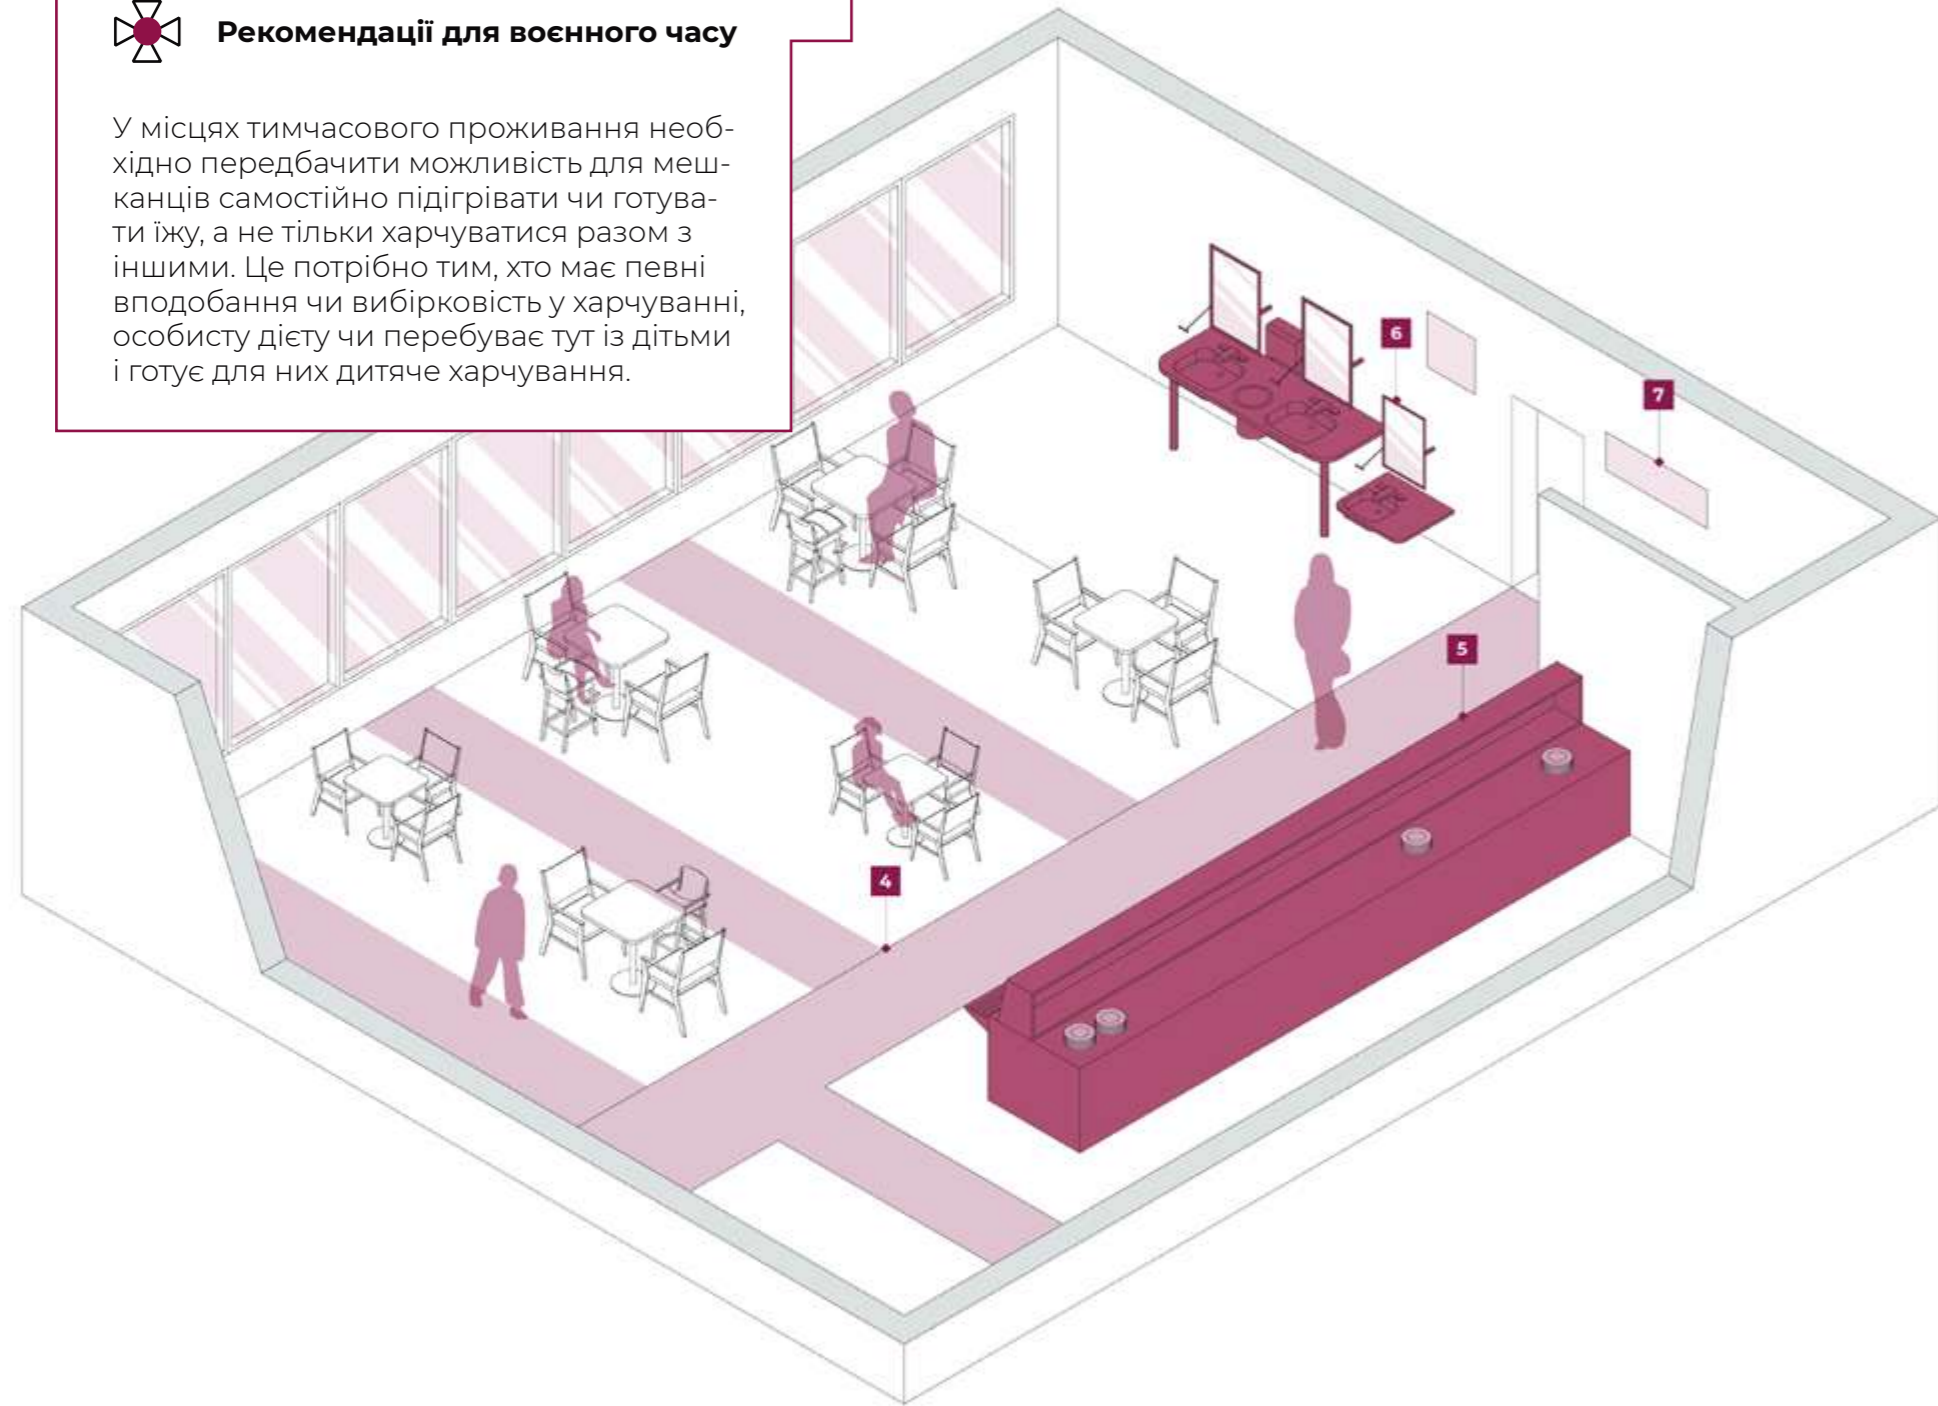 Рекомендації для воєнного часу
У місцях тимчасового проживання необ-
хідно передбачити можливість для меш-
канців самостійно підігрівати чи готува-
ти їжу, а не тільки харчуватися разом з
іншими. Це потрібно тим, хто має певні
вподобання чи вибірковість у харчуванні,
особисту дієту чи перебуває тут із дітьми
і готує для них дитяче харчування.
6
7
5
4